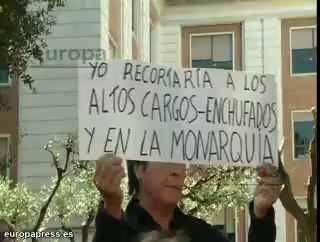 europa
YO RECORTARÍA A LOS
ALTOS CARGOS-ENCHUFADOS
Y EN LA MONARQUÍA
europapress.es